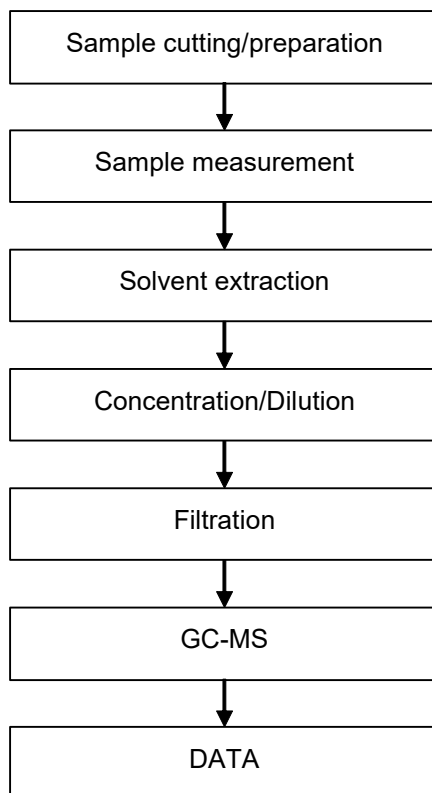 Sample cutting/preparation
Sample measurement
Solvent extraction
Concentration/Dilution
Filtration
GC-MS
DATA